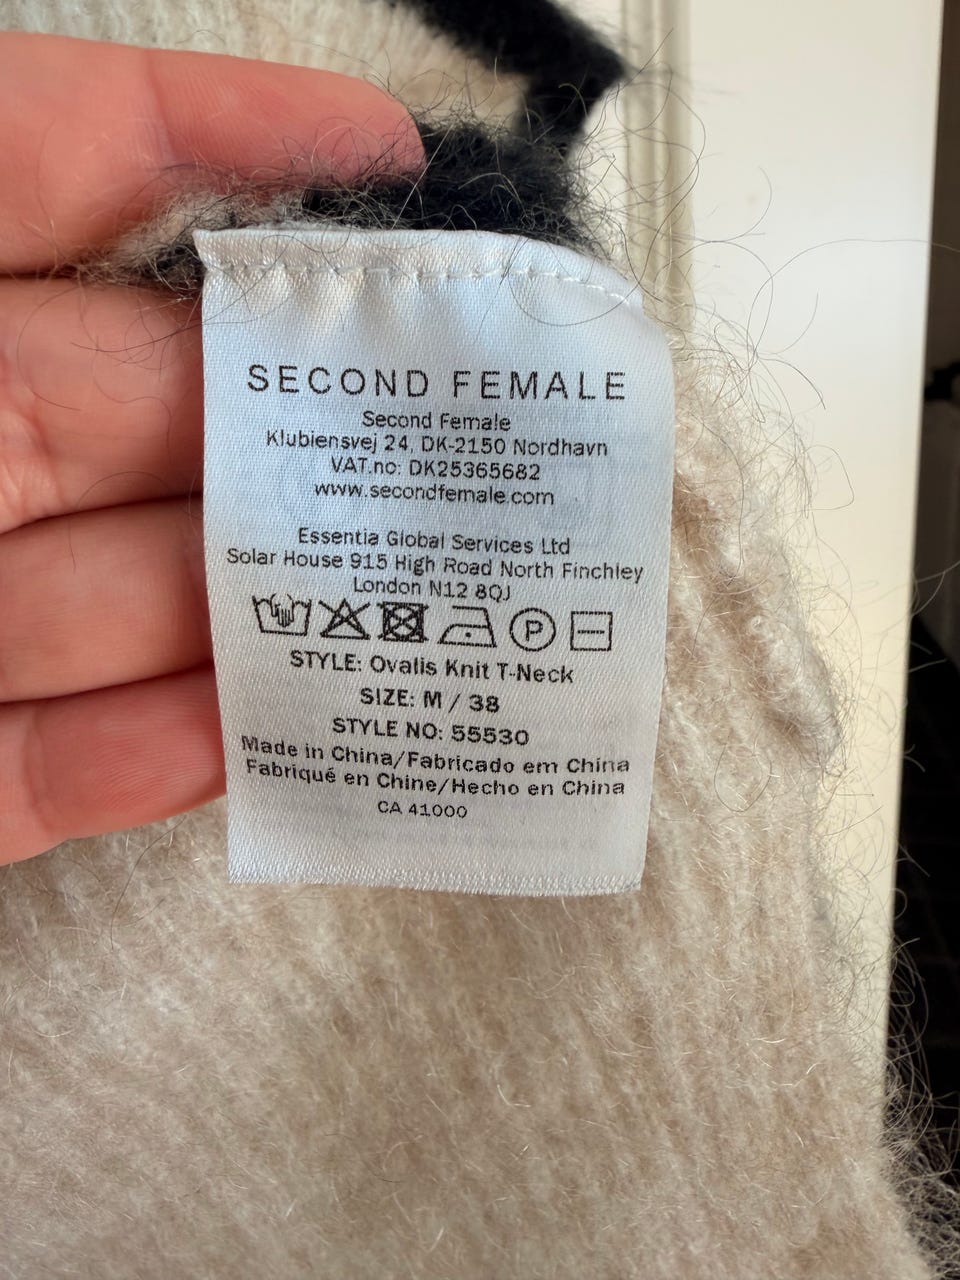 SECOND FEMALE
Second Female
Klubiensvej 24, DK-2150 Nordhavn
VAT.no: DK25365682
www.secondfemale.com
Essentia Global Services Ltd
Solar House 915 High Road North Finchley
London N12 8QJ
P
STYLE: Ovalis Knit T-Neck
SIZE: M / 38
STYLE NO: 55530
Made in China/Fabricado em China
Fabriqué en Chine/Hecho en China
CA 41000